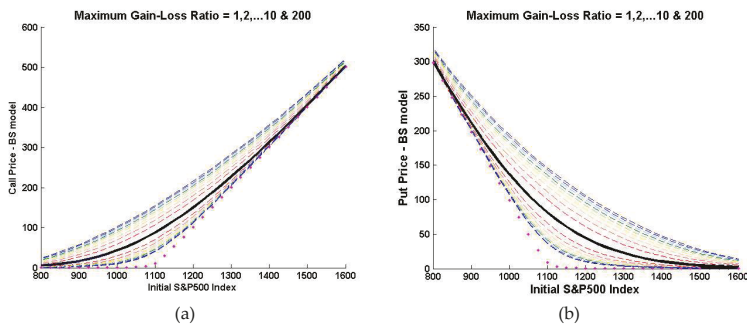 Maximum Gain-Loss Ratio = 1,2,...10 & 200
Call Price - BS model
600
500
400
300
200
100
0
800 900 1000 1100 1200 1300 1400 1500 1600
Initial S&P500 Index
(a)
Maximum Gain-Loss Ratio = 1,2,...10 & 200
Put Price - BS model
350
300
250
200
150
100
50
0
800 900 1000 1100 1200 1300 1400 1500 1600
Initial S&P500 Index
(b)